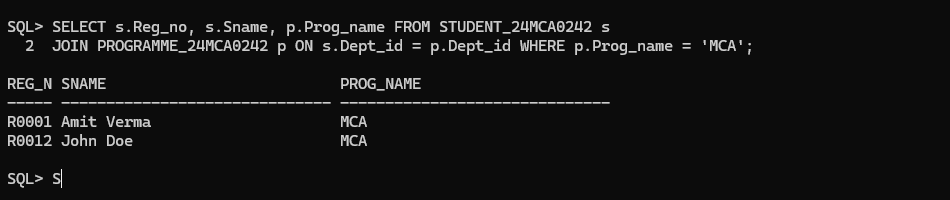 SQL> SELECT s.Reg_no, s.Sname, p.Prog_name FROM STUDENT_24MCA0242 s
  2  JOIN PROGRAMME_24MCA0242 p ON s.Dept_id = p.Dept_id WHERE p.Prog_name = 'MCA';
REG_N SNAME                          PROG_NAME
----- ------------------------------ ------------------------------
R0001 Amit Verma                     MCA
R0012 John Doe                       MCA
SQL> S